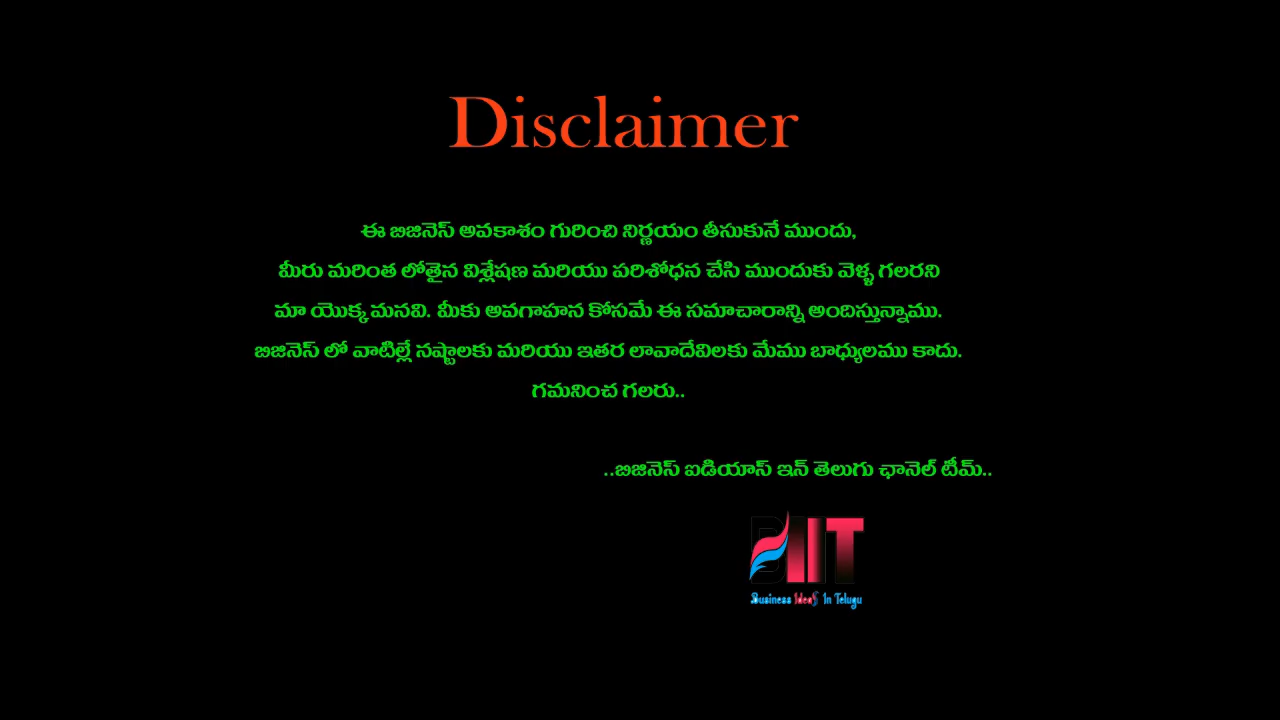 Disclaimer
ఈ బిజినెస్ అవకాశం గురించి నిర్ణయం తీసుకునే ముందు,
మీరు మరింత లోతైన విశ్లేషణ మరియు పరిశోధన చేసి ముందుకు వెళ్ళ గలరని
మా యొక్క మనవి. మీకు అవగాహన కోసమే ఈ సమాచారాన్ని అందిస్తున్నాము.
బిజినెస్ లో వాటిల్లే నష్టాలకు మరియు ఇతర లావాదేవిలకు మేము బాధ్యులము కాదు.
గమనించ గలరు..
..బిజినెస్ ఐడియాస్ ఇన్ తెలుగు ఛానెల్ టీమ్..
BIIT
Business Ideas In Telugu